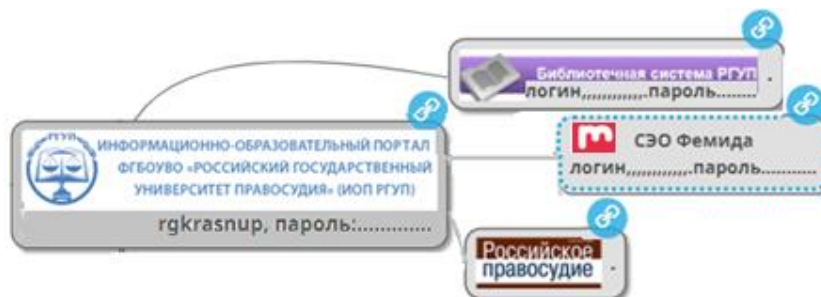 Библиотечная система РГУП
логин,,,,,,,,,,,,,.пароль........
РГУП
ИНФОРМАЦИОННО-ОБРАЗОВАТЕЛЬНЫЙ ПОРТАЛ
ФГБОУВО «РОССИЙСКИЙ ГОСУДАРСТВЕННЫЙ
УНИВЕРСИТЕТ ПРАВОСУДИЯ» (ИОП РГУП)
rgkrasnup, пароль:.............
СЭО Фемида
логин,,,,,,,,,,,,,.пароль...........
Российское
правосудие